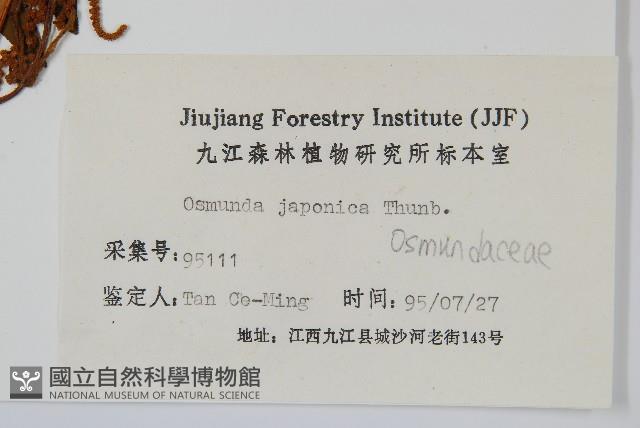 Jiujiang Forestry Institute (JJF)
九江森林植物研究所标本室
Osmunda japonica Thunb.
Osmundaceae
采集号: 95111
鉴定人: Tan Ce-Ming 时间: 95/07/27
地址: 江西九江县城沙河老街143号
國立自然科學博物館
NATIONAL MUSEUM OF NATURAL SCIENCE